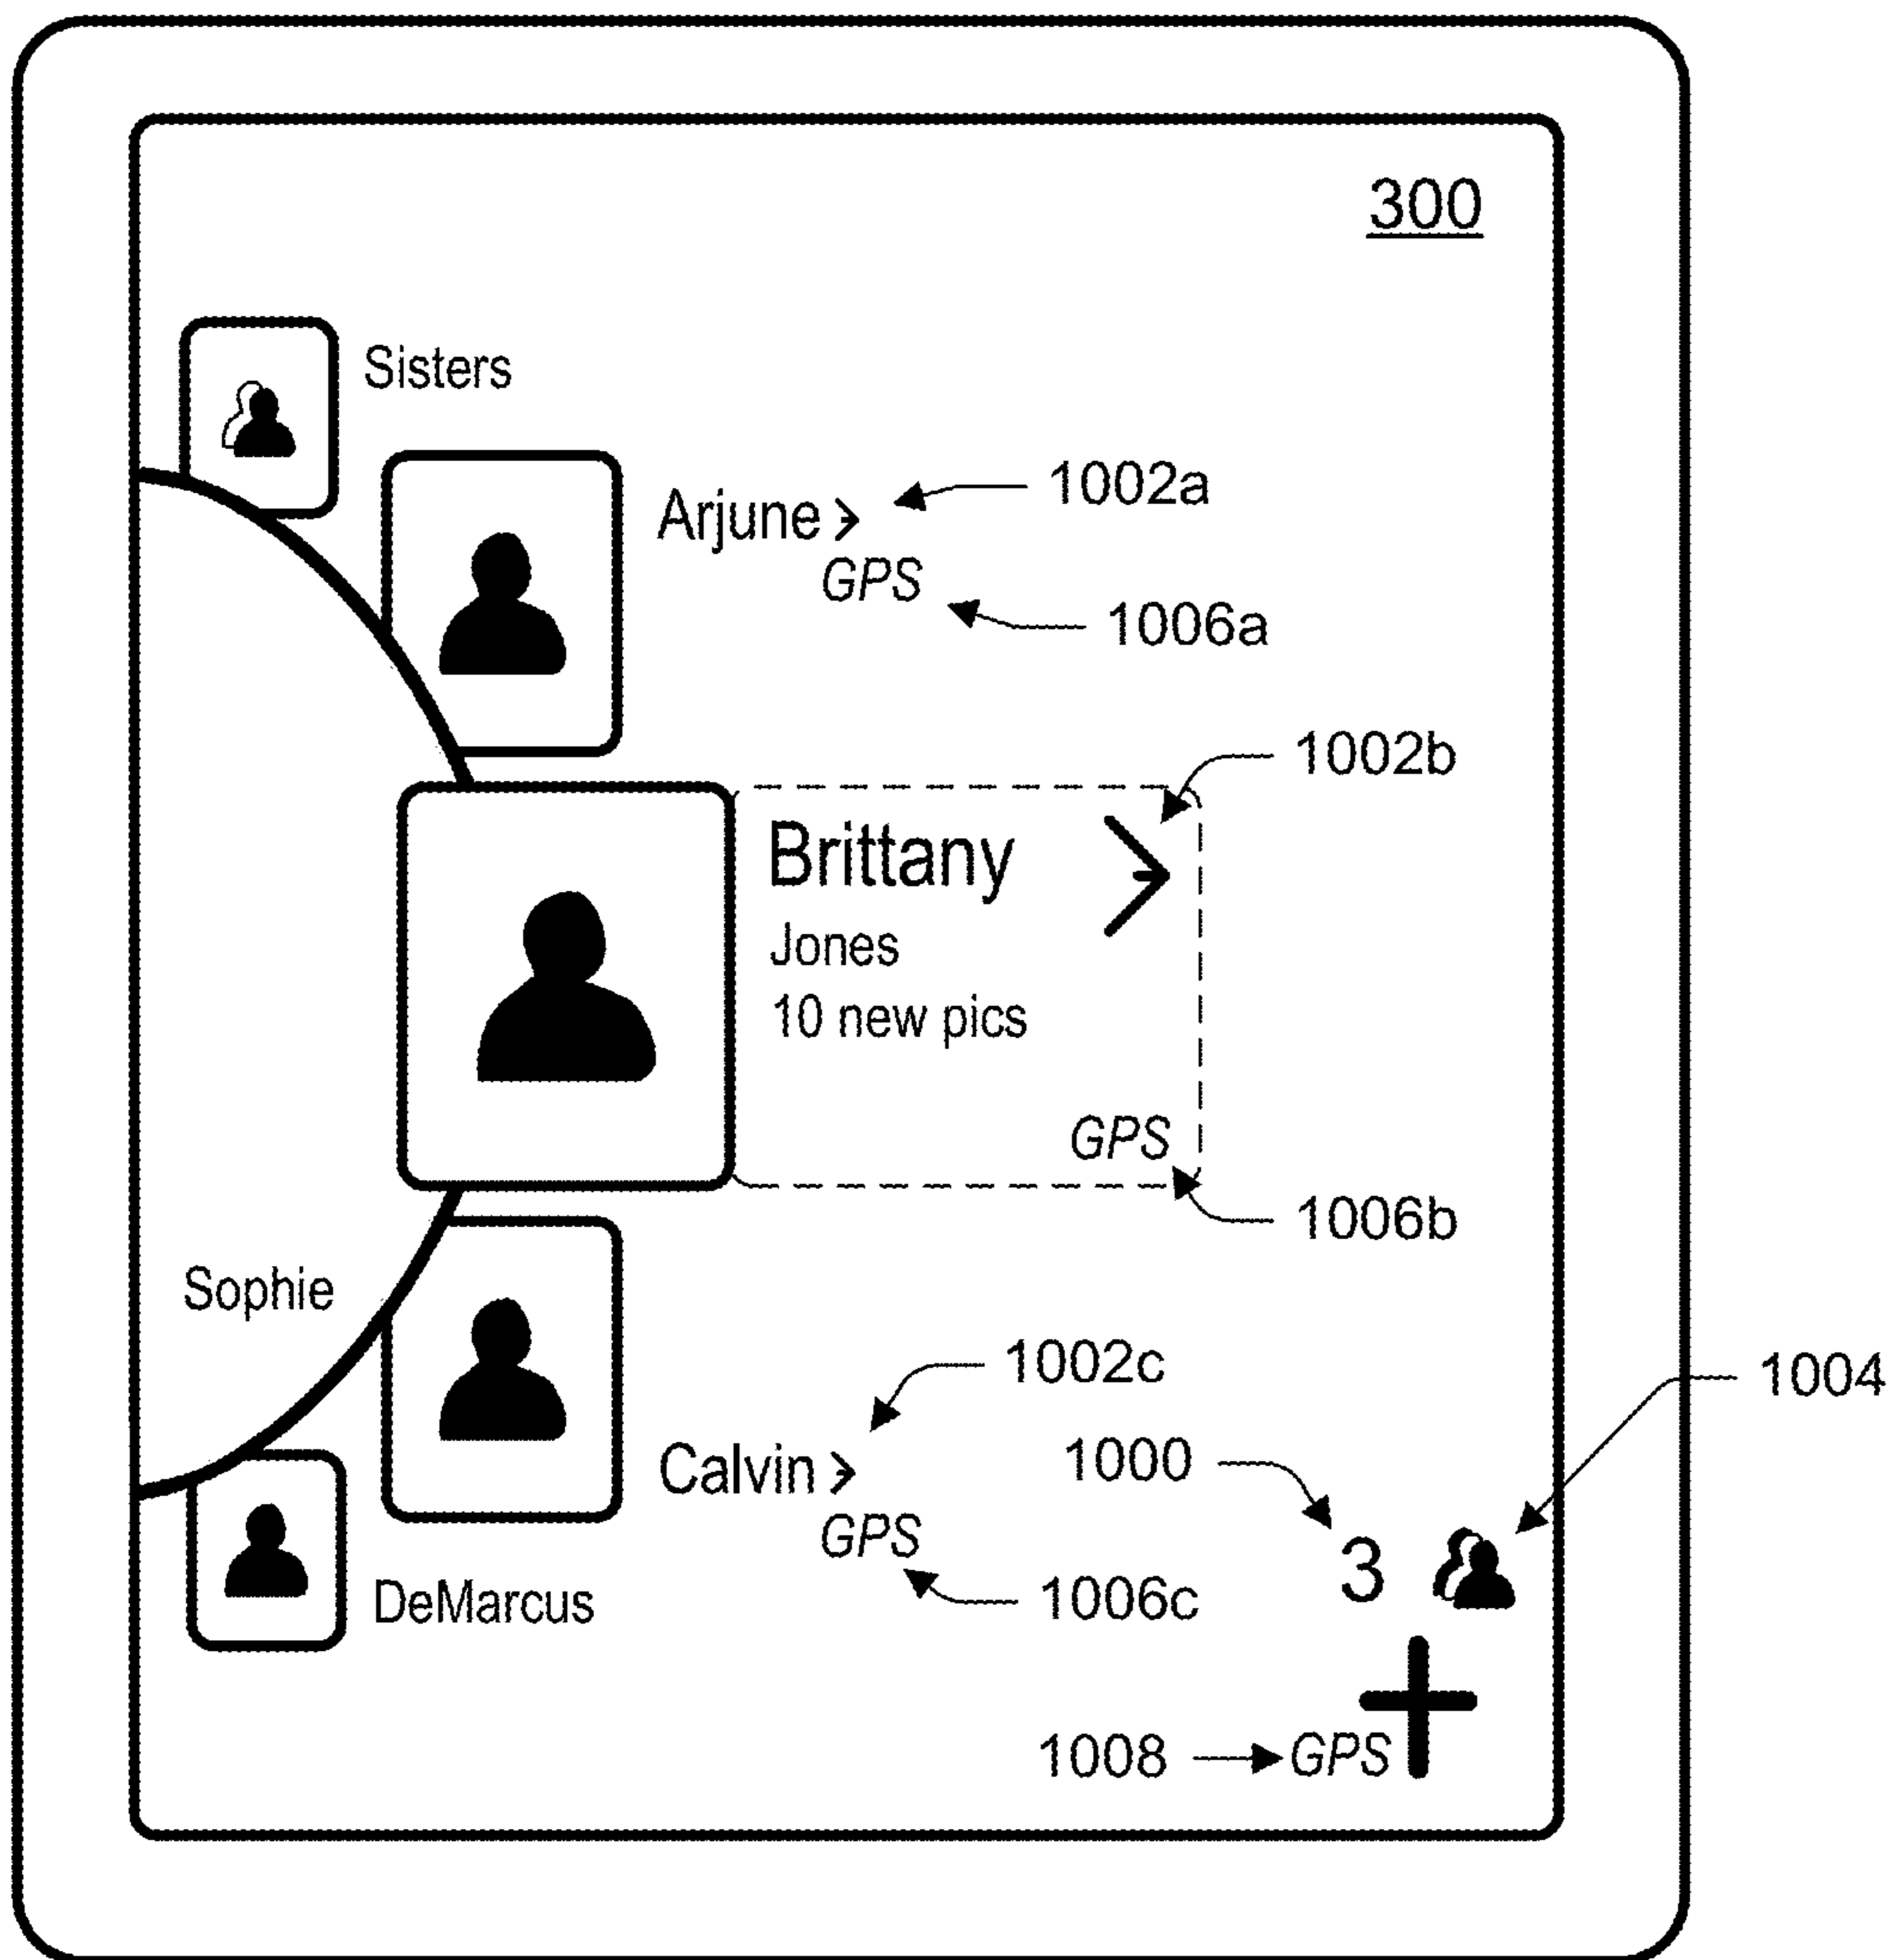 300
Sisters
Arjune
1002a
GPS
1006a
1002b
Brittany
Jones
10 new pics
GPS
1006b
Sophie
1002c
1004
Calvin
1000
GPS
3
1006c
DeMarcus
1008
GPS